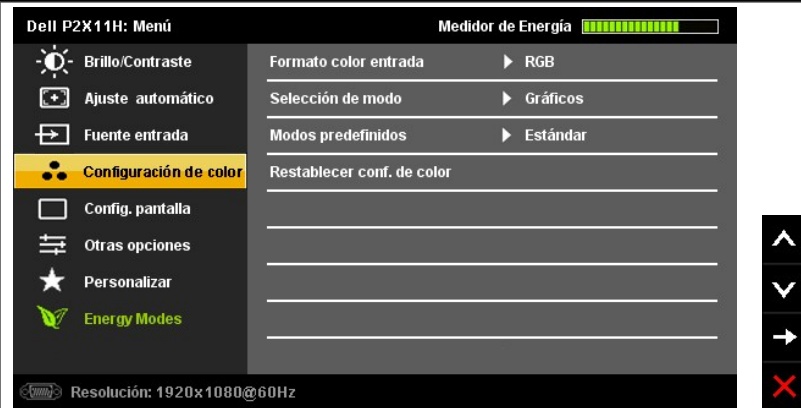 Dell P2X11H: Menú Medidor de Energía
Brillo/Contraste Formato color entrada RGB
Ajuste automático Selección de modo Gráficos
Fuente entrada Modos predefinidos Estándar
Configuración de color Restablecer conf. de color
Config. pantalla
Otras opciones
Personalizar
Energy Modes
Resolución: 1920x1080@60Hz